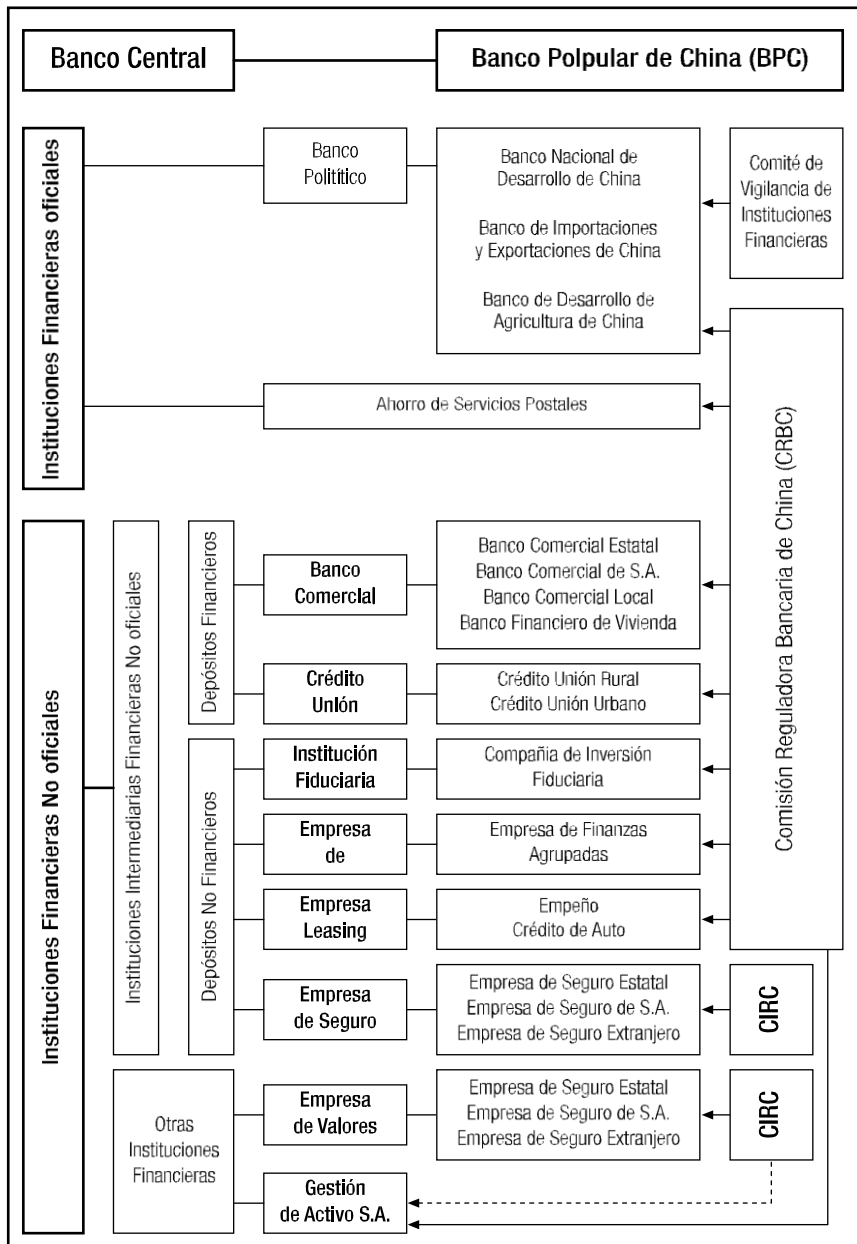 Banco Central
Banco Polpular de China (BPC)
Instituciones Financieras oficiales
Banco
Politítico
Banco Nacional de
Desarrollo de China
Banco de Importaciones
y Exportaciones de China
Banco de Desarrollo de
Agricultura de China
Comité de
Vigilancia de
Instituciones
Financieras
Ahorro de Servicios Postales
Comisión Reguladora Bancaria de China (CRBC)
Instituciones Financieras No oficiales
Instituciones Intermediarias Financieras No oficiales
Depósitos Financieros
Banco
Comercial
Banco Comercial Estatal
Banco Comercial de S.A.
Banco Comercial Local
Banco Financiero de Vivienda
Crédito
Unlón
Crédito Unión Rural
Crédito Unión Urbano
Depósitos No Financieros
Institución
Fiduciaria
Compañia de Inversión
Fiduciaria
Empresa
de
Empresa de Finanzas
Agrupadas
Empresa
Leasing
Empeño
Crédito de Auto
Empresa
de Seguro
Empresa de Seguro Estatal
Empresa de Seguro de S.A.
Empresa de Seguro Extranjero
CIRC
Otras
Instituciones
Financieras
Empresa
de Valores
Empresa de Seguro Estatal
Empresa de Seguro de S.A.
Empresa de Seguro Extranjero
CIRC
Gestión
de Activo S.A.